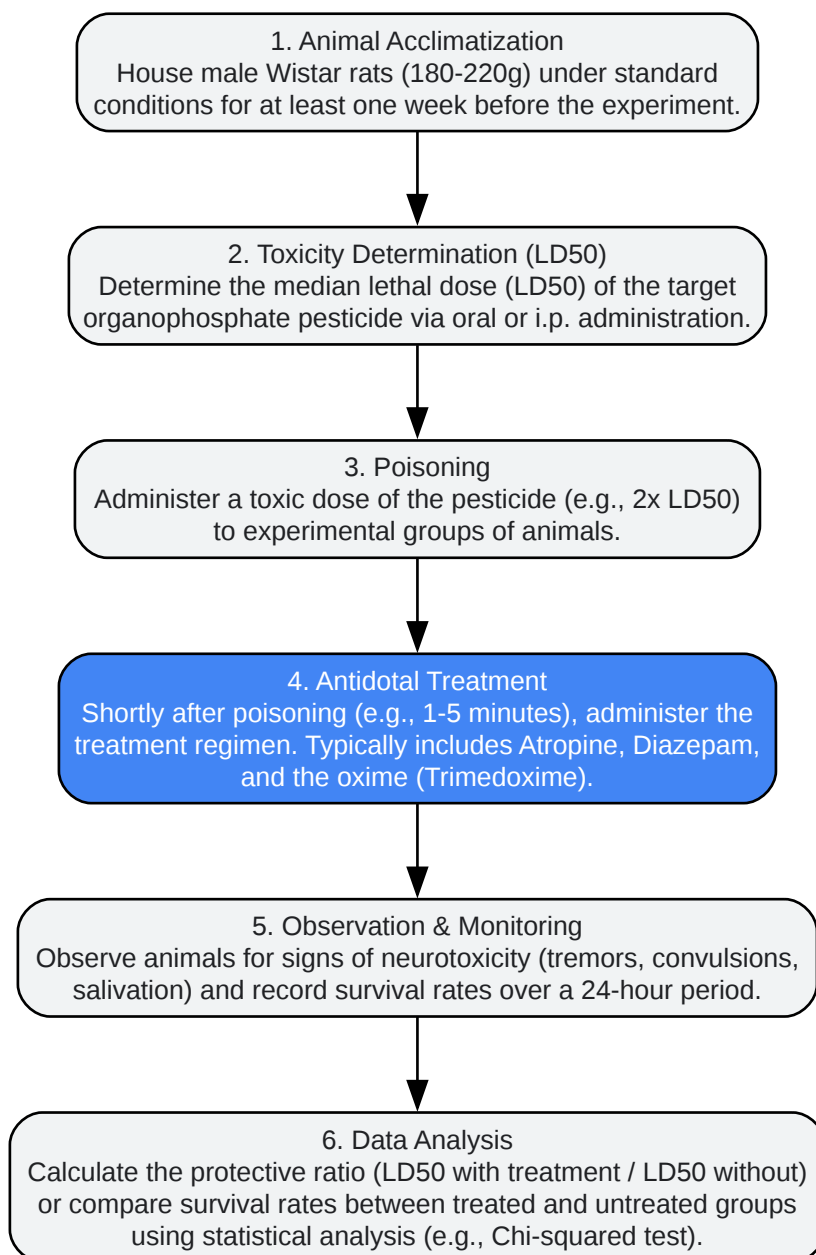 1. Animal Acclimatization
House male Wistar rats (180-220g) under standard
conditions for at least one week before the experiment.
2. Toxicity Determination (LD50)
Determine the median lethal dose (LD50) of the target
organophosphate pesticide via oral or i.p. administration.
3. Poisoning
Administer a toxic dose of the pesticide (e.g., 2x LD50)
to experimental groups of animals.
4. Antidotal Treatment
Shortly after poisoning (e.g., 1-5 minutes), administer the
treatment regimen. Typically includes Atropine, Diazepam,
and the oxime (Trimedoxime).
5. Observation & Monitoring
Observe animals for signs of neurotoxicity (tremors, convulsions,
salivation) and record survival rates over a 24-hour period.
6. Data Analysis
Calculate the protective ratio (LD50 with treatment / LD50 without)
or compare survival rates between treated and untreated groups
using statistical analysis (e.g., Chi-squared test).